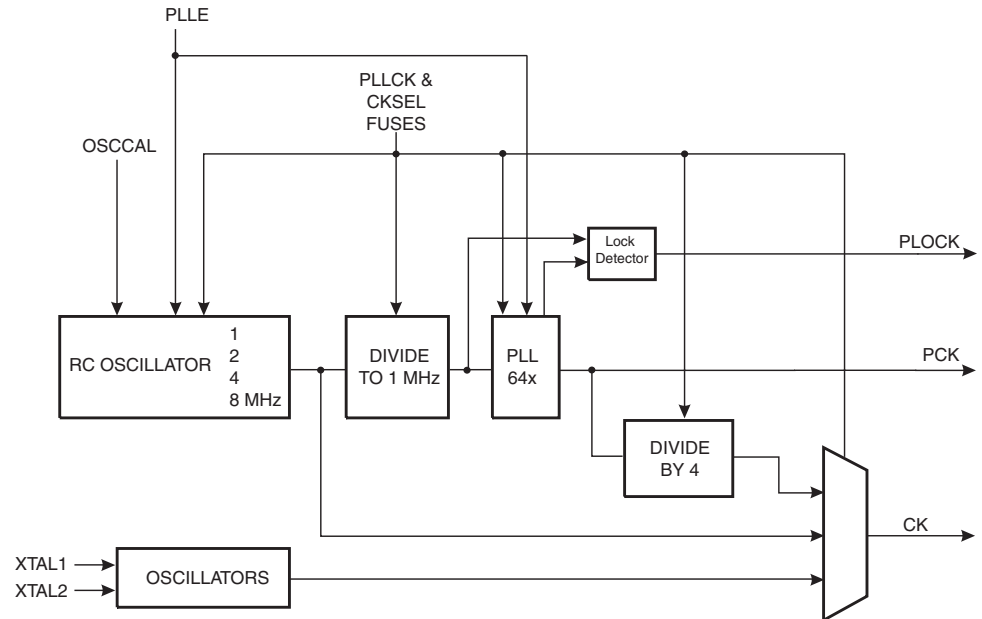 PLLE
PLLCK &
CKSEL
FUSES
OSCCAL
Lock
Detector
PLOCK
RC OSCILLATOR
1
2
4
8 MHz
DIVIDE
TO 1 MHz
PLL
64x
PCK
DIVIDE
BY 4
CK
XTAL1
XTAL2
OSCILLATORS